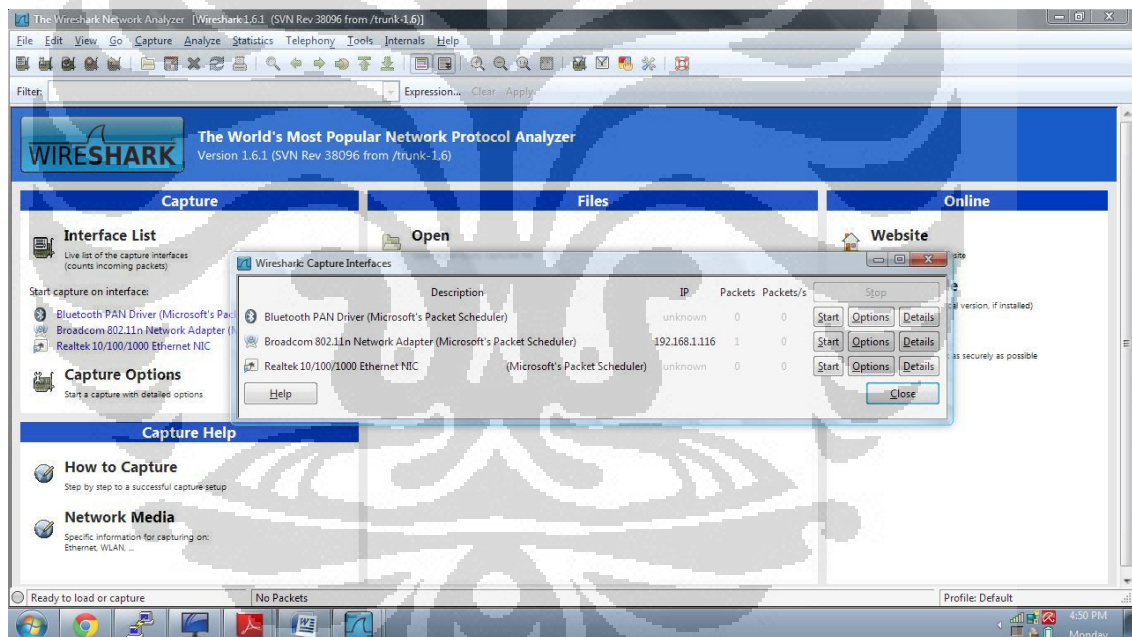 The Wireshark Network Analyzer [Wireshark 1.6.1 (SVN Rev 38096 from /trunk-1.6)]
File Edit View Go Capture Analyze Statistics Telephony Tools Internals Help
Filter: Expression... Clear Apply
WIRESHARK
The World's Most Popular Network Protocol Analyzer
Version 1.6.1 (SVN Rev 38096 from /trunk-1.6)
Capture
Interface List
Live list of the capture interfaces
(counts incoming packets)
Start capture on interface:
Bluetooth PAN Driver (Microsoft's Pac
Broadcom 802.11n Network Adapter (
Realtek 10/100/1000 Ethernet NIC
Capture Options
Start a capture with detailed options
Capture Help
How to Capture
Step by step to a successful capture setup
Network Media
Specific information for capturing on:
Ethernet, WLAN, ...
Files
Open
Online
Website
site
al version, if installed)
as securely as possible
Wireshark: Capture Interfaces
Description IP Packets Packets/s Stop
Bluetooth PAN Driver (Microsoft's Packet Scheduler) unknown 0 0 Start Options Details
Broadcom 802.11n Network Adapter (Microsoft's Packet Scheduler) 192.168.1.116 1 0 Start Options Details
Realtek 10/100/1000 Ethernet NIC (Microsoft's Packet Scheduler) unknown 0 0 Start Options Details
Help Close
Ready to load or capture No Packets Profile: Default
4:50 PM
Monday